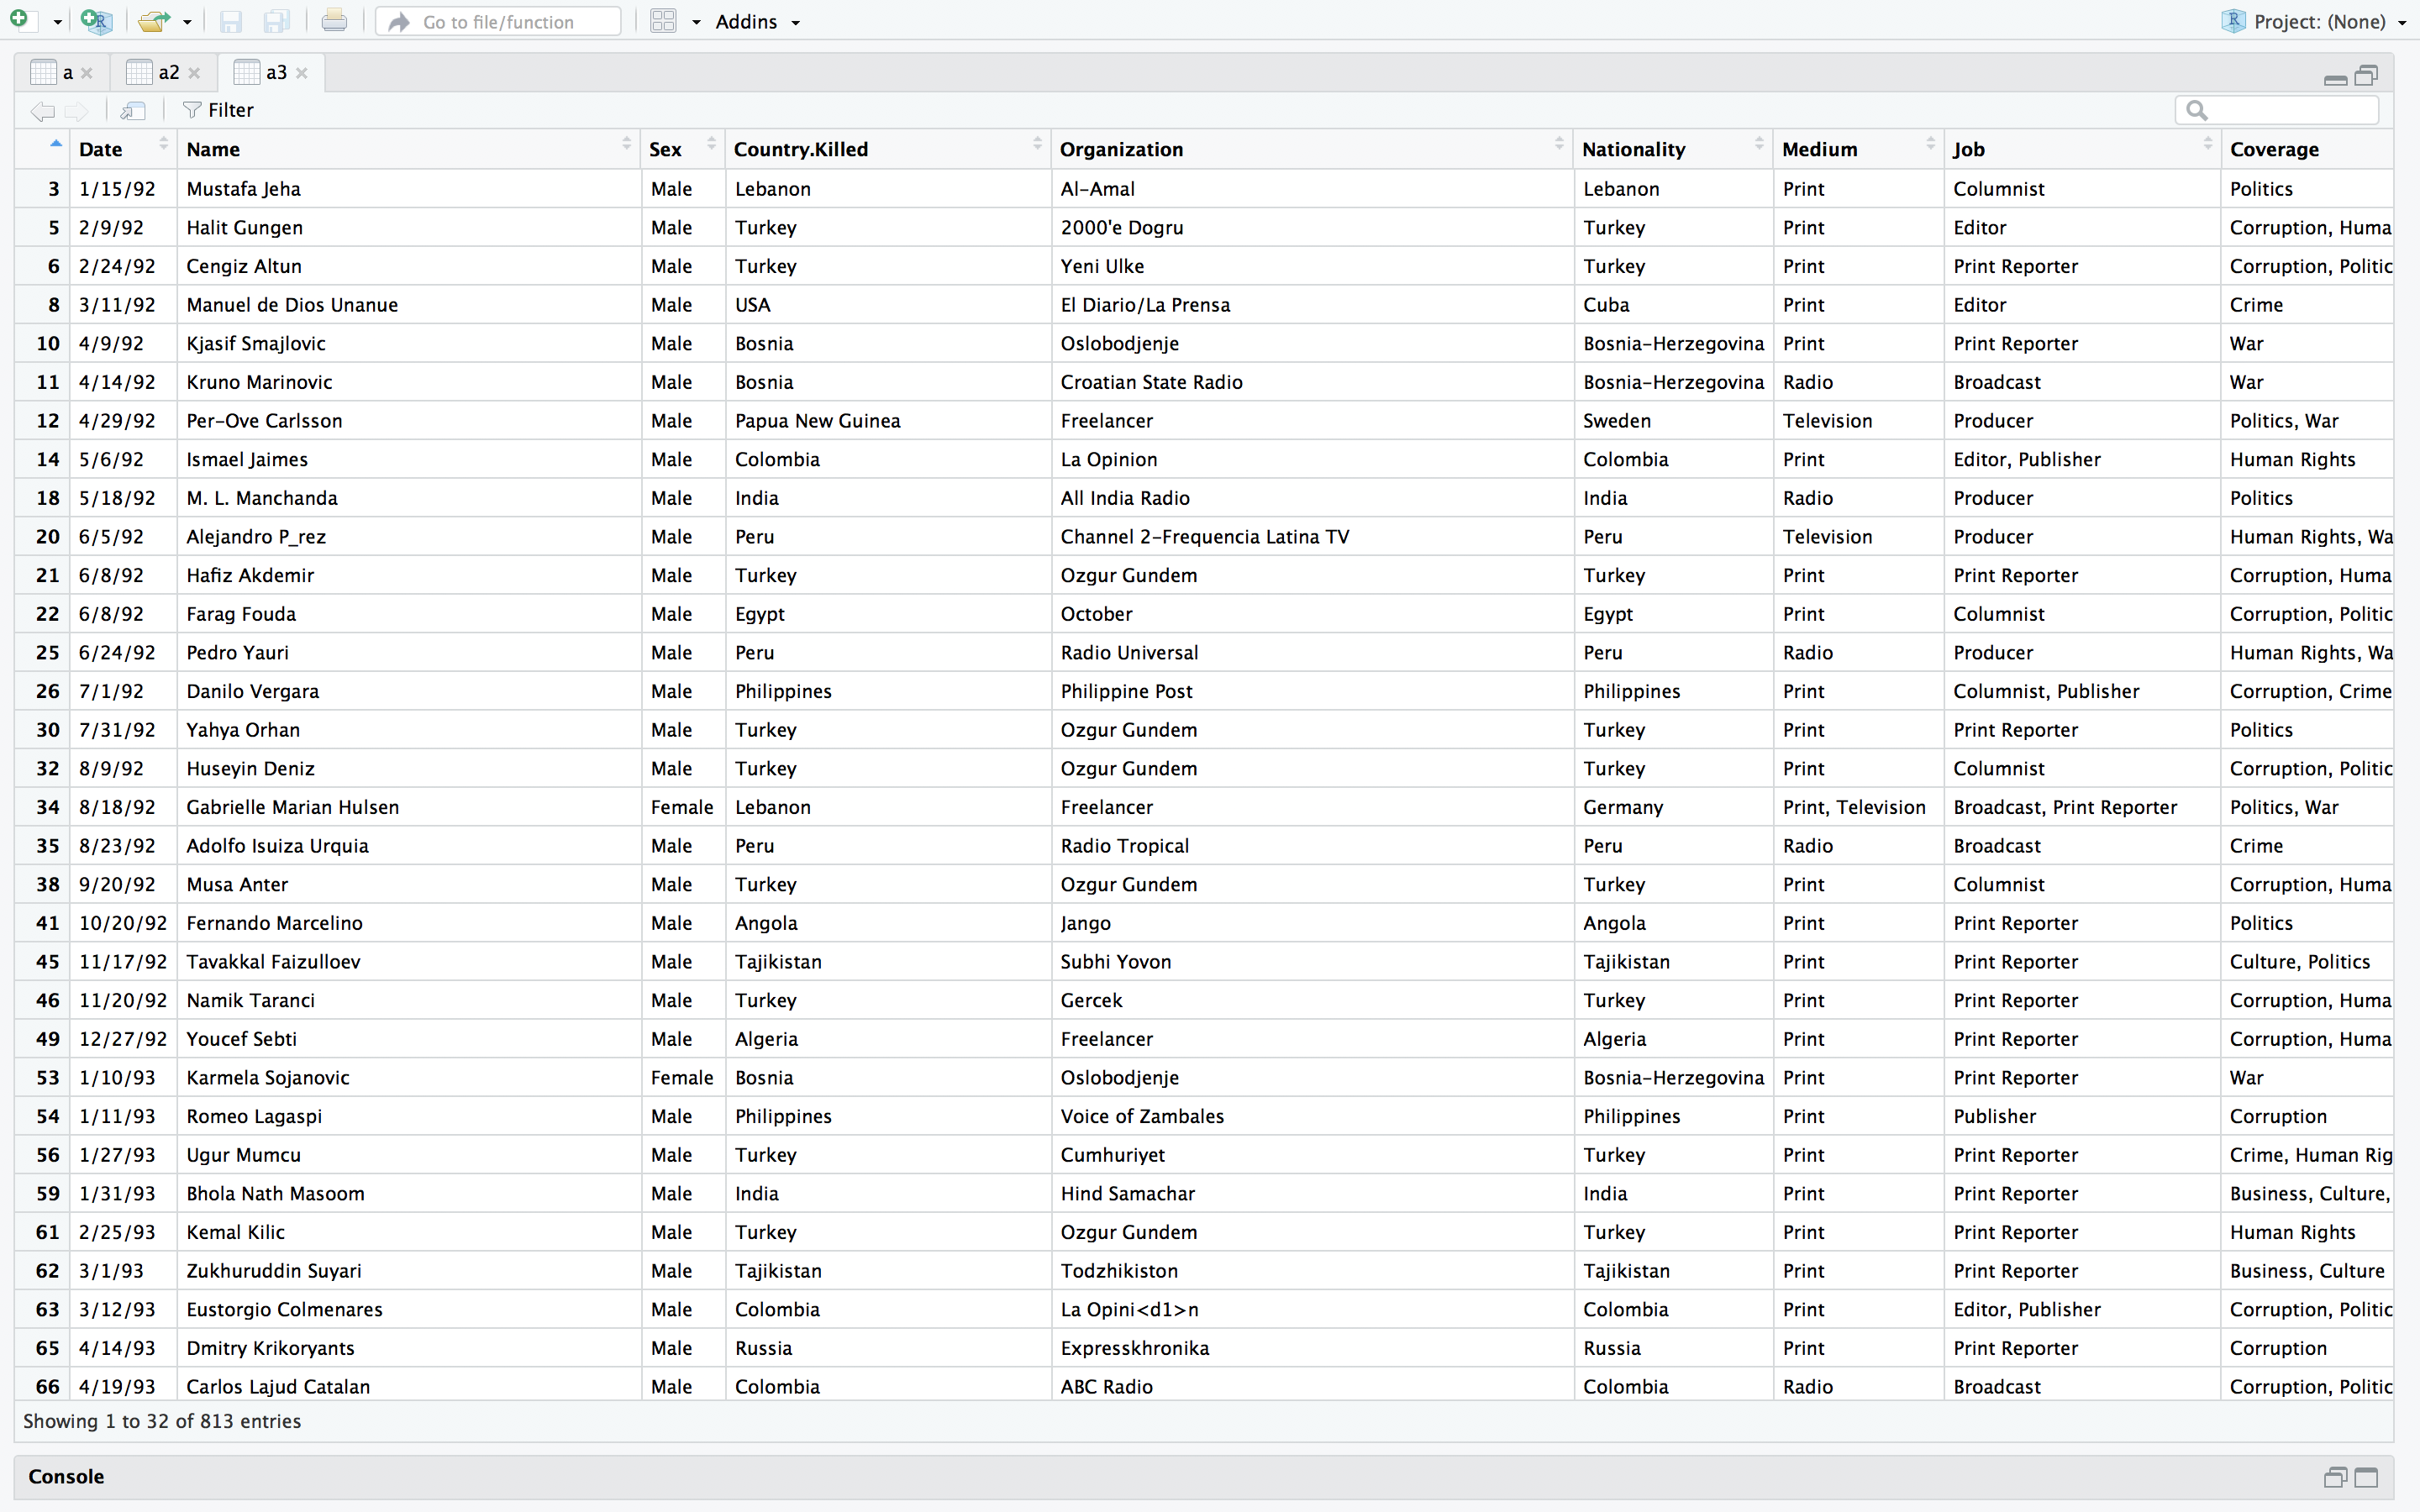 Go to file/function Addins Project: (None)
a a2 a3
Filter
Date Name Sex Country.Killed Organization Nationality Medium Job Coverage
3 1/15/92 Mustafa Jeha Male Lebanon Al-Amal Lebanon Print Columnist Politics
5 2/9/92 Halit Gungen Male Turkey 2000'e Dogru Turkey Print Editor Corruption, Huma
6 2/24/92 Cengiz Altun Male Turkey Yeni Ulke Turkey Print Print Reporter Corruption, Politic
8 3/11/92 Manuel de Dios Unanue Male USA El Diario/La Prensa Cuba Print Editor Crime
10 4/9/92 Kjasif Smajlovic Male Bosnia Oslobodjenje Bosnia-Herzegovina Print Print Reporter War
11 4/14/92 Kruno Marinovic Male Bosnia Croatian State Radio Bosnia-Herzegovina Radio Broadcast War
12 4/29/92 Per-Ove Carlsson Male Papua New Guinea Freelancer Sweden Television Producer Politics, War
14 5/6/92 Ismael Jaimes Male Colombia La Opinion Colombia Print Editor, Publisher Human Rights
18 5/18/92 M. L. Manchanda Male India All India Radio India Radio Producer Politics
20 6/5/92 Alejandro P_rez Male Peru Channel 2-Frequencia Latina TV Peru Television Producer Human Rights, Wa
21 6/8/92 Hafiz Akdemir Male Turkey Ozgur Gundem Turkey Print Print Reporter Corruption, Huma
22 6/8/92 Farag Fouda Male Egypt October Egypt Print Columnist Corruption, Politic
25 6/24/92 Pedro Yauri Male Peru Radio Universal Peru Radio Producer Human Rights, Wa
26 7/1/92 Danilo Vergara Male Philippines Philippine Post Philippines Print Columnist, Publisher Corruption, Crime
30 7/31/92 Yahya Orhan Male Turkey Ozgur Gundem Turkey Print Print Reporter Politics
32 8/9/92 Huseyin Deniz Male Turkey Ozgur Gundem Turkey Print Columnist Corruption, Politic
34 8/18/92 Gabrielle Marian Hulsen Female Lebanon Freelancer Germany Print, Television Broadcast, Print Reporter Politics, War
35 8/23/92 Adolfo Isuiza Urquia Male Peru Radio Tropical Peru Radio Broadcast Crime
38 9/20/92 Musa Anter Male Turkey Ozgur Gundem Turkey Print Columnist Corruption, Huma
41 10/20/92 Fernando Marcelino Male Angola Jango Angola Print Print Reporter Politics
45 11/17/92 Tavakkal Faizulloev Male Tajikistan Subhi Yovon Tajikistan Print Print Reporter Culture, Politics
46 11/20/92 Namik Taranci Male Turkey Gercek Turkey Print Print Reporter Corruption, Huma
49 12/27/92 Youcef Sebti Male Algeria Freelancer Algeria Print Print Reporter Corruption, Huma
53 1/10/93 Karmela Sojanovic Female Bosnia Oslobodjenje Bosnia-Herzegovina Print Print Reporter War
54 1/11/93 Romeo Lagaspi Male Philippines Voice of Zambales Philippines Print Publisher Corruption
56 1/27/93 Ugur Mumcu Male Turkey Cumhuriyet Turkey Print Print Reporter Crime, Human Rig
59 1/31/93 Bhola Nath Masoom Male India Hind Samachar India Print Print Reporter Business, Culture,
61 2/25/93 Kemal Kilic Male Turkey Ozgur Gundem Turkey Print Print Reporter Human Rights
62 3/1/93 Zukhuruddin Suyari Male Tajikistan Todzhikiston Tajikistan Print Print Reporter Business, Culture
63 3/12/93 Eustorgio Colmenares Male Colombia La Opini<d1>n Colombia Print Editor, Publisher Corruption, Politic
65 4/14/93 Dmitry Krikoryants Male Russia Expresskhronika Russia Print Print Reporter Corruption
66 4/19/93 Carlos Lajud Catalan Male Colombia ABC Radio Colombia Radio Broadcast Corruption, Politic
Showing 1 to 32 of 813 entries
Console